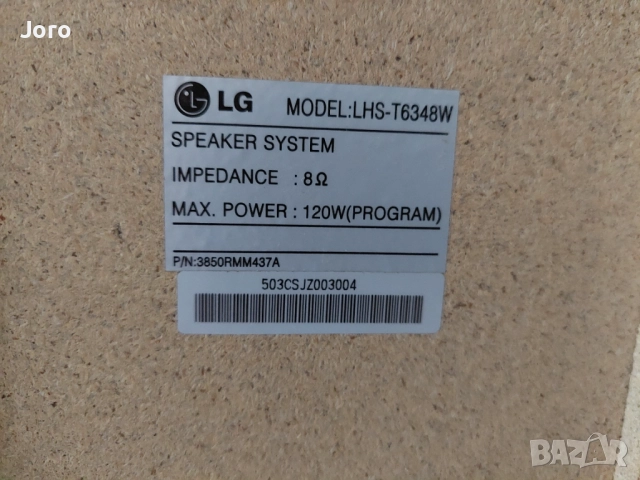 Joro
LG MODEL:LHS-T6348W
SPEAKER SYSTEM
IMPEDANCE : 8Ω
MAX. POWER : 120W(PROGRAM)
P/N:3850RMM437A
503CSJZ003004
BAZAR